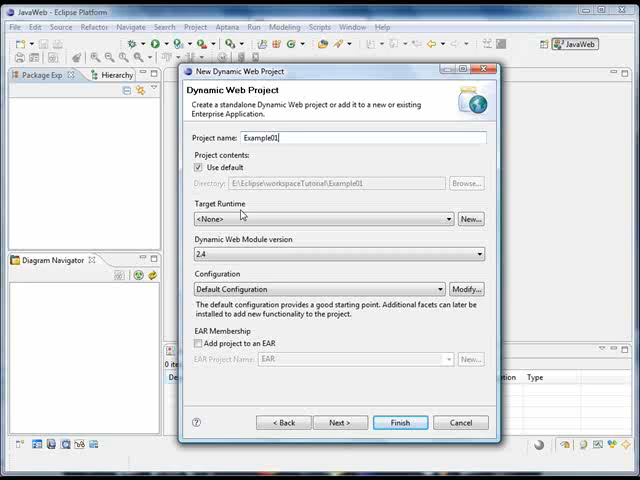 JavaWeb - Eclipse Platform
File Edit Source Refactor Navigate Search Project Aptana Run Modeling Scripts Window Help
JavaWeb
Package Exp
Hierarchy
New Dynamic Web Project
Dynamic Web Project
Create a standalone Dynamic Web project or add it to a new or existing
Enterprise Application.
Project name: Example01
Project contents:
Use default
Directory: E:\Eclipse\workspaceTutorial\Example01 Browse...
Target Runtime
<None> New...
Dynamic Web Module version
2.4
Diagram Navigator
Configuration
Default Configuration Modify...
The default configuration provides a good starting point. Additional facets can later be
installed to add new functionality to the project.
EAR Membership
Add project to an EAR
EAR Project Name: EAR New...
Type
< Back Next > Finish Cancel